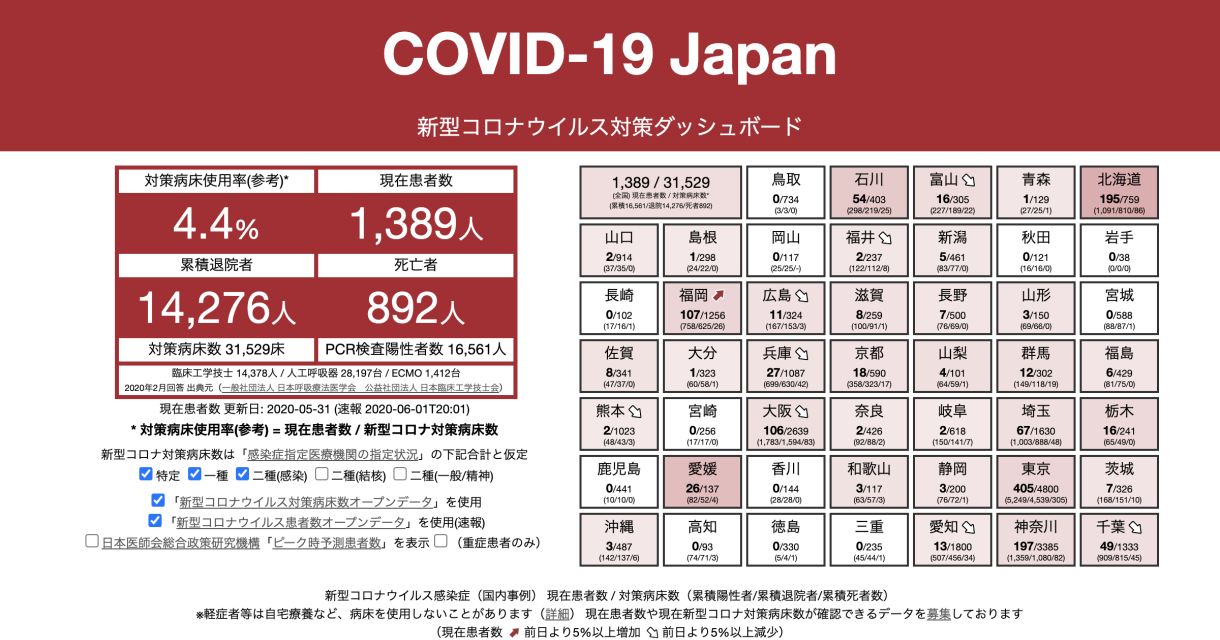 COVID-19 Japan
新型コロナウイルス対策ダッシュボード
対策病床使用率(参考)*
現在患者数
4.4%
1,389人
累積退院者
死亡者
14,276人
892人
対策病床数 31,529床
PCR検査陽性者数 16,561人
臨床工学技士 14,378人 / 人工呼吸器 28,197台 / ECMO 1,412台
2020年2月回答 出典元（一般社団法人 日本呼吸療法医学会　公益社団法人 日本臨床工学技士会）
現在患者数 更新日: 2020-05-31 (速報 2020-06-01T20:01)
* 対策病床使用率(参考) = 現在患者数 / 新型コロナ対策病床数
新型コロナ対策病床数は「感染症指定医療機関の指定状況」の下記合計と仮定
特定 一種 二種(感染) 二種(結核) 二種(一般/精神)
「新型コロナウイルス対策病床数オープンデータ」を使用
「新型コロナウイルス患者数オープンデータ」を使用(速報)
日本医師会総合政策研究機構「ピーク時予測患者数」を表示 （重症患者のみ）
1,389 / 31,529
(全国) 現在患者数 / 対策病床数*
(累積16,561/退院14,276/死者892)
鳥取
0/734
(3/3/0)
石川
54/403
(298/219/25)
富山
16/305
(227/189/22)
青森
1/129
(27/25/1)
北海道
195/759
(1,091/810/86)
山口
2/914
(37/35/0)
島根
1/298
(24/22/0)
岡山
0/117
(25/25/-)
福井
2/237
(122/112/8)
新潟
5/461
(83/77/0)
秋田
0/121
(16/16/0)
岩手
0/38
(0/0/0)
長崎
0/102
(17/16/1)
福岡
107/1256
(758/625/26)
広島
11/324
(167/153/3)
滋賀
8/259
(100/91/1)
長野
7/500
(76/69/0)
山形
3/150
(69/66/0)
宮城
0/588
(88/87/1)
佐賀
8/341
(47/37/0)
大分
1/323
(60/58/1)
兵庫
27/1087
(699/630/42)
京都
18/590
(358/323/17)
山梨
4/101
(64/59/1)
群馬
12/302
(149/118/19)
福島
6/429
(81/75/0)
熊本
2/1023
(48/43/3)
宮崎
0/256
(17/17/0)
大阪
106/2639
(1,783/1,594/83)
奈良
2/426
(92/88/2)
岐阜
2/618
(150/141/7)
埼玉
67/1630
(1,003/888/48)
栃木
16/241
(65/49/0)
鹿児島
0/441
(10/10/0)
愛媛
26/137
(82/52/4)
香川
0/144
(28/28/0)
和歌山
3/117
(63/57/3)
静岡
3/200
(76/72/1)
東京
405/4800
(5,249/4,539/305)
茨城
7/326
(168/151/10)
沖縄
3/487
(142/137/6)
高知
0/93
(74/71/3)
徳島
0/330
(5/4/1)
三重
0/235
(45/44/1)
愛知
13/1800
(507/456/34)
神奈川
197/3385
(1,359/1,080/82)
千葉
49/1333
(909/815/45)
新型コロナウイルス感染症（国内事例） 現在患者数 / 対策病床数（累積陽性者/累積退院者/累積死者数）
※軽症者等は自宅療養など、病床を使用しないことがあります（詳細） 現在患者数や現在新型コロナ対策病床数が確認できるデータを募集しております
（現在患者数 前日より5%以上増加 前日より5%以上減少）